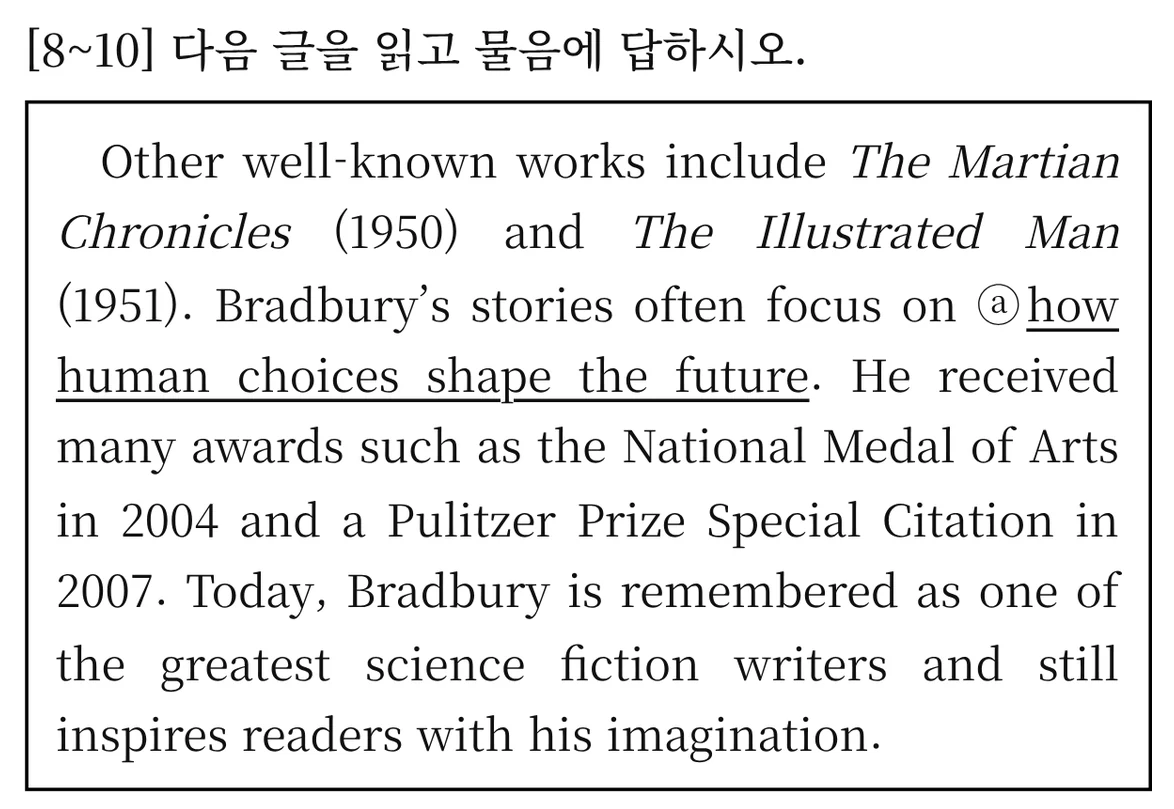 [8~10] 다음 글을 읽고 물음에 답하시오.
Other well-known works include The Martian
Chronicles (1950) and The Illustrated Man
(1951). Bradbury’s stories often focus on ⓐhow
human choices shape the future. He received
many awards such as the National Medal of Arts
in 2004 and a Pulitzer Prize Special Citation in
2007. Today, Bradbury is remembered as one of
the greatest science fiction writers and still
inspires readers with his imagination.